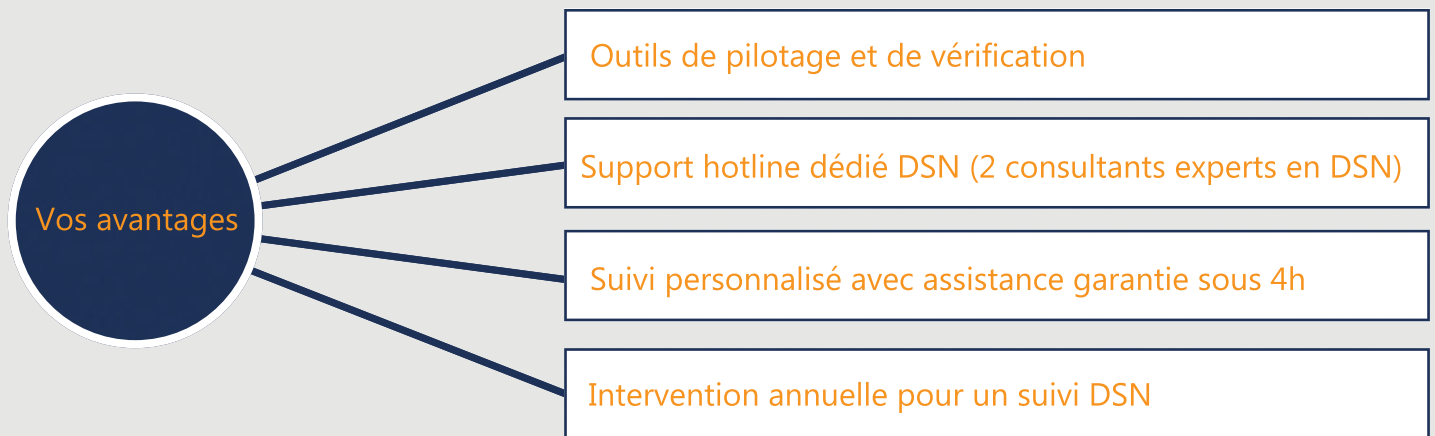 Vos avantages
Outils de pilotage et de vérification
Support hotline dédié DSN (2 consultants experts en DSN)
Suivi personnalisé avec assistance garantie sous 4h
Intervention annuelle pour un suivi DSN